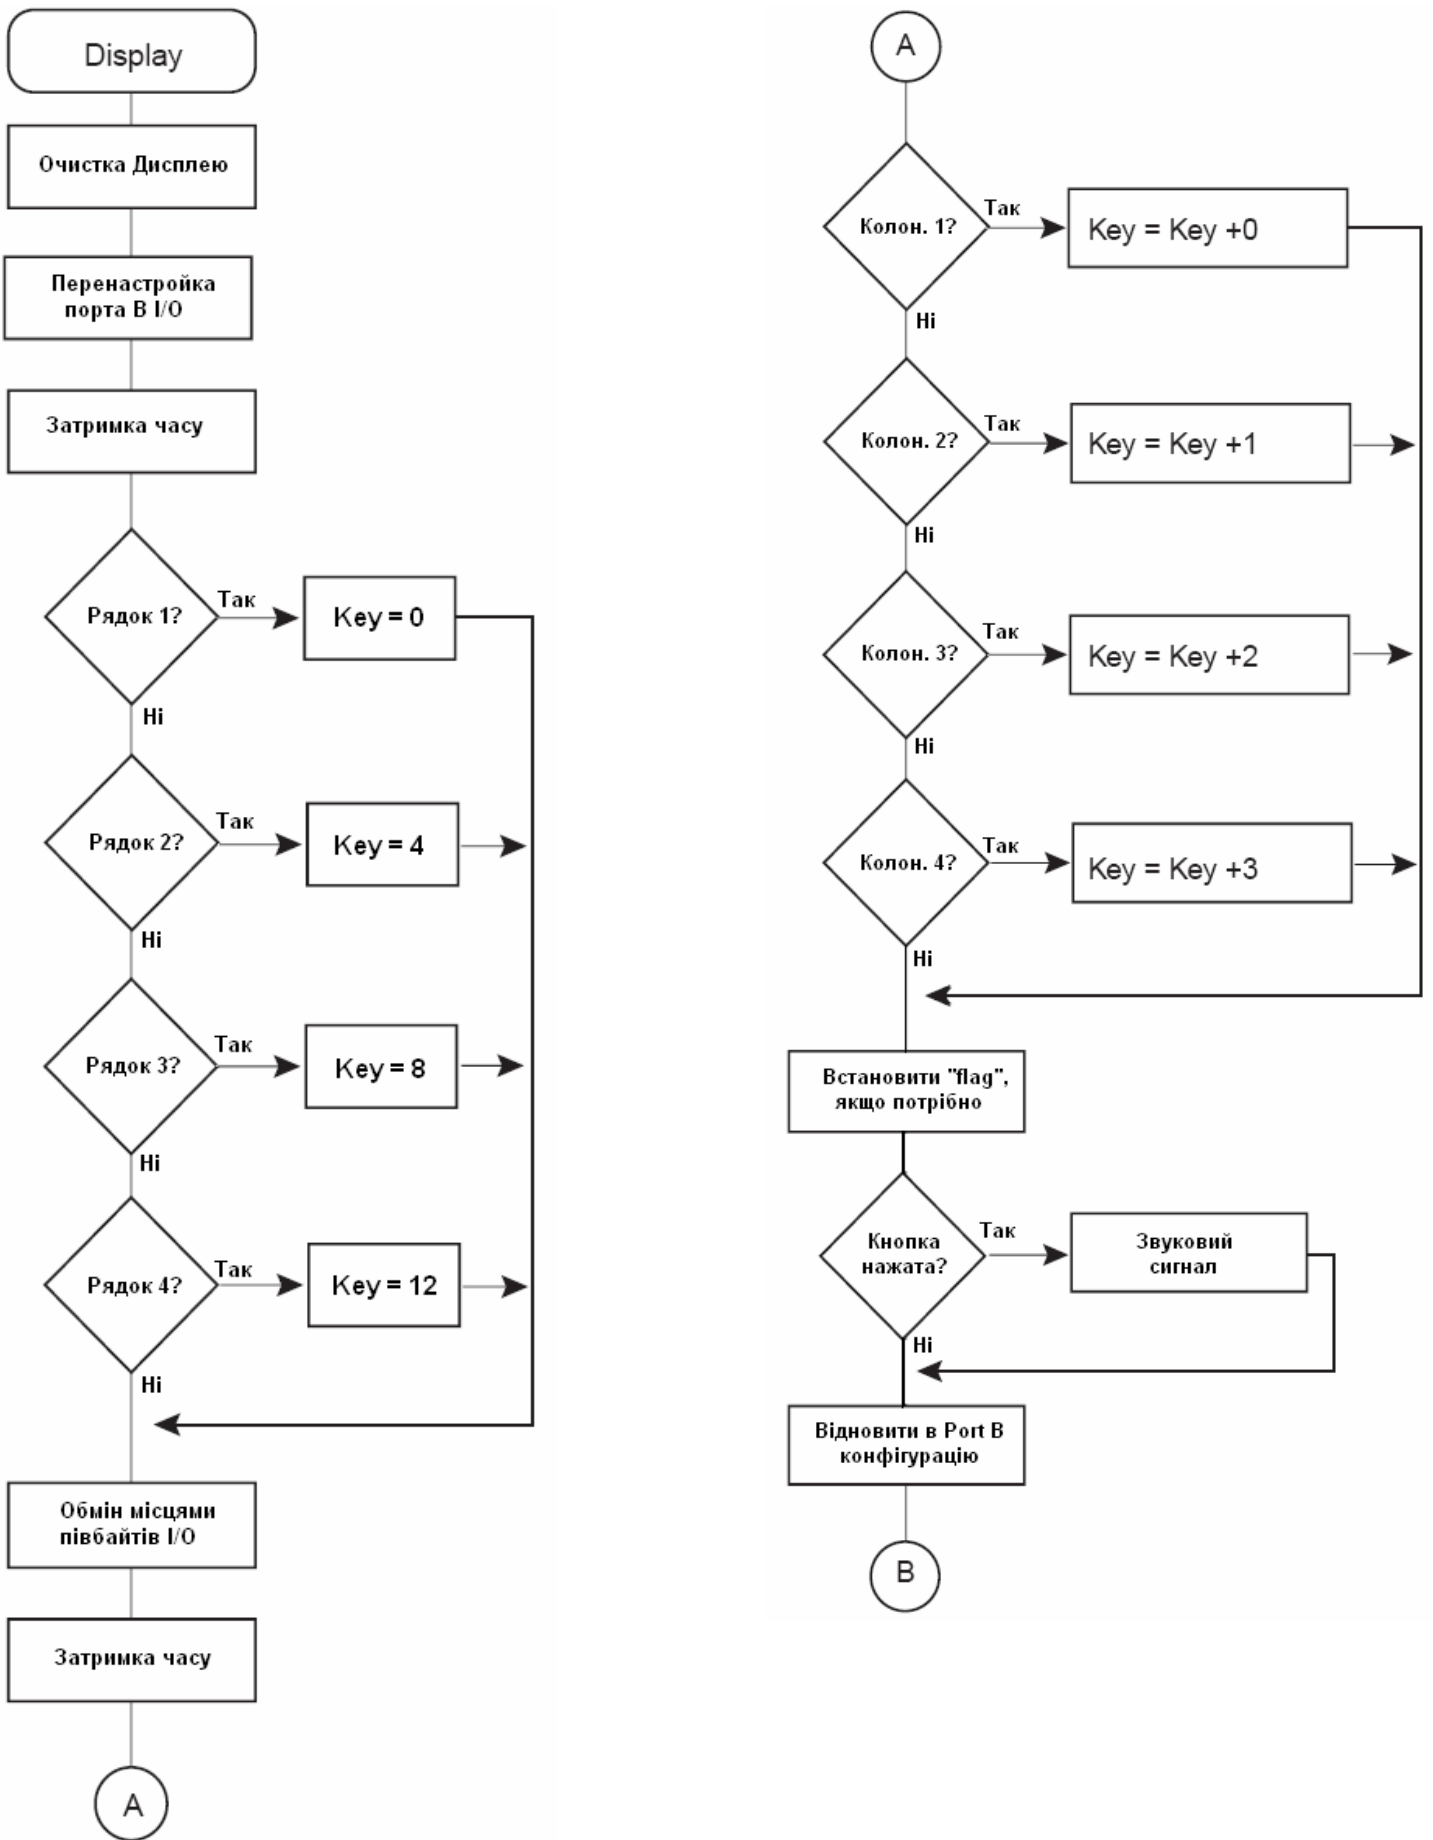 Display
Очистка Дисплею
Перенастройка
порта В I/O
Затримка часу
Рядок 1?
Так
Key = 0
Ні
Рядок 2?
Так
Key = 4
Ні
Рядок 3?
Так
Key = 8
Ні
Рядок 4?
Так
Key = 12
Ні
Обмін місцями
півбайтів I/O
Затримка часу
A
A
Колон. 1?
Так
Key = Key +0
Ні
Колон. 2?
Так
Key = Key +1
Ні
Колон. 3?
Так
Key = Key +2
Ні
Колон. 4?
Так
Key = Key +3
Ні
Встановити "flag",
якщо потрібно
Кнопка
нажата?
Так
Звуковий
сигнал
Ні
Відновити в Port B
конфігурацію
B